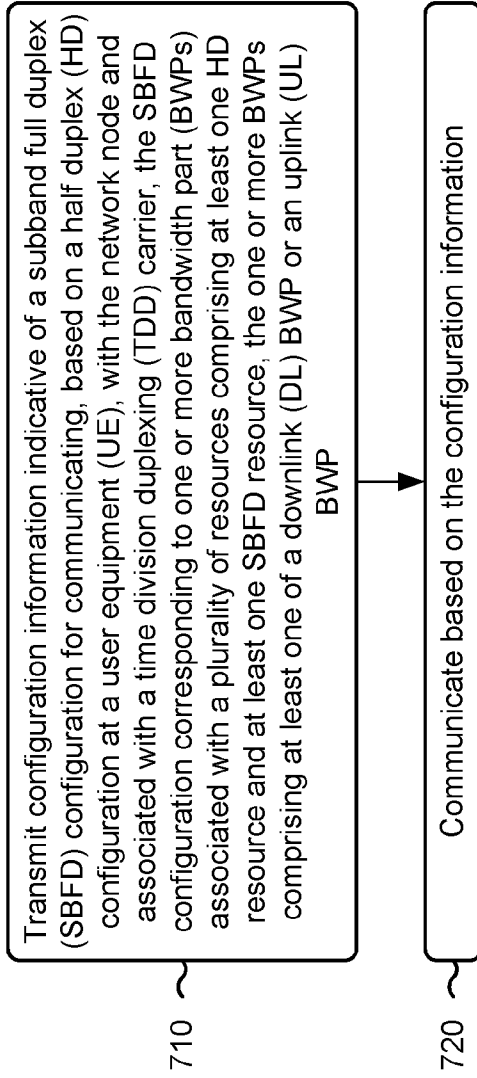 710
Transmit configuration information indicative of a subband full duplex
(SBFD) configuration for communicating, based on a half duplex (HD)
configuration at a user equipment (UE), with the network node and
associated with a time division duplexing (TDD) carrier, the SBFD
configuration corresponding to one or more bandwidth part (BWPs)
associated with a plurality of resources comprising at least one HD
resource and at least one SBFD resource, the one or more BWPs
comprising at least one of a downlink (DL) BWP or an uplink (UL)
BWP
720
Communicate based on the configuration information